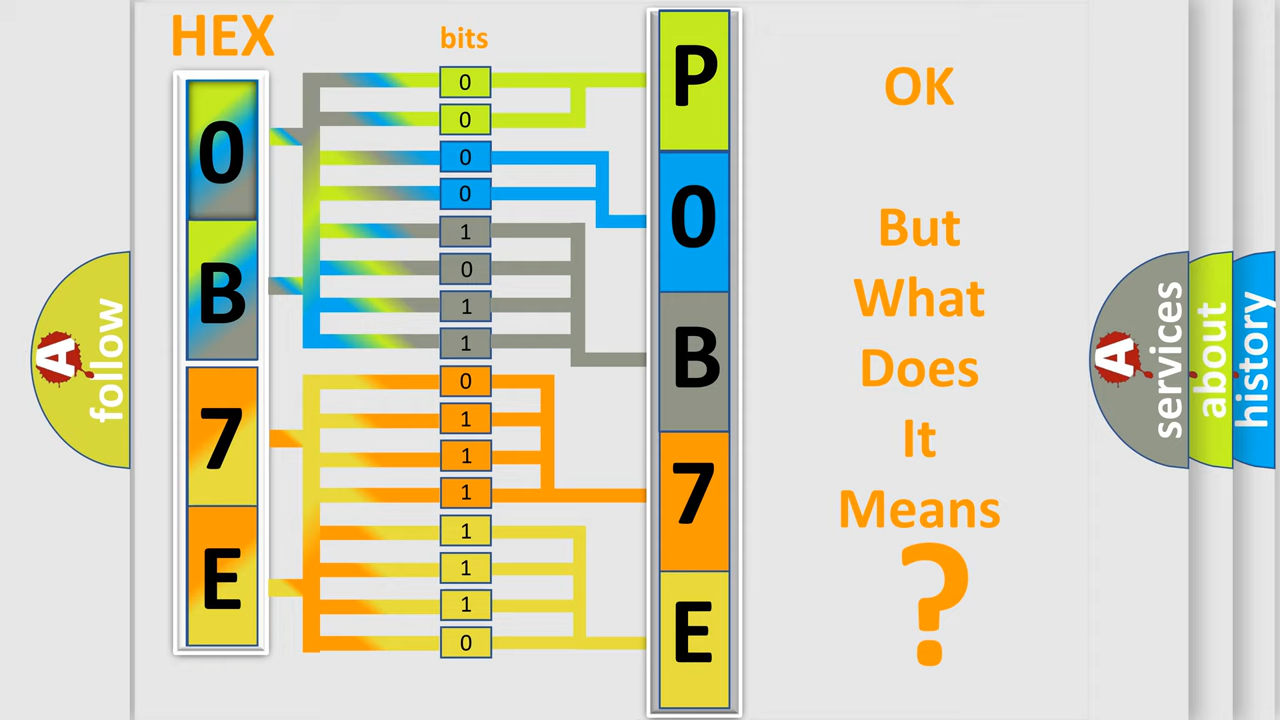 HEX
bits
0
B
7
E
0
0
0
0
1
0
1
1
0
1
1
1
1
1
1
0
P
0
B
7
E
OK
But
What
Does
It
Means
?
A
follow
A
services
about
history